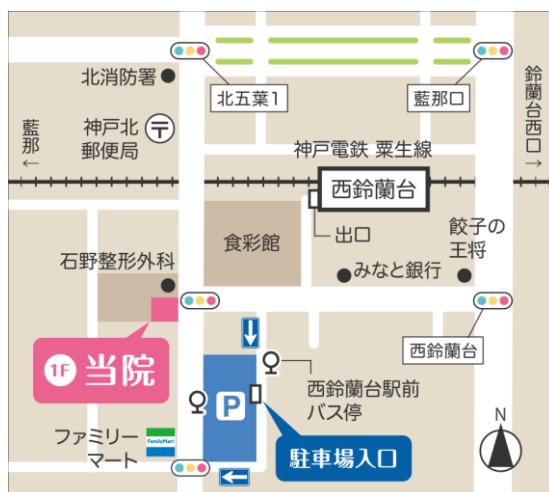 北消防署
北五葉1
藍那口
鈴蘭台西口
→
藍那
←
神戸北
郵便局
〒
神戸電鉄 粟生線
西鈴蘭台
出口
食彩館
餃子の
王将
みなと銀行
石野整形外科
1F 当院
西鈴蘭台
西鈴蘭台駅前
バス停
P
ファミリー
マート
FamilyMart
駐車場入口
N